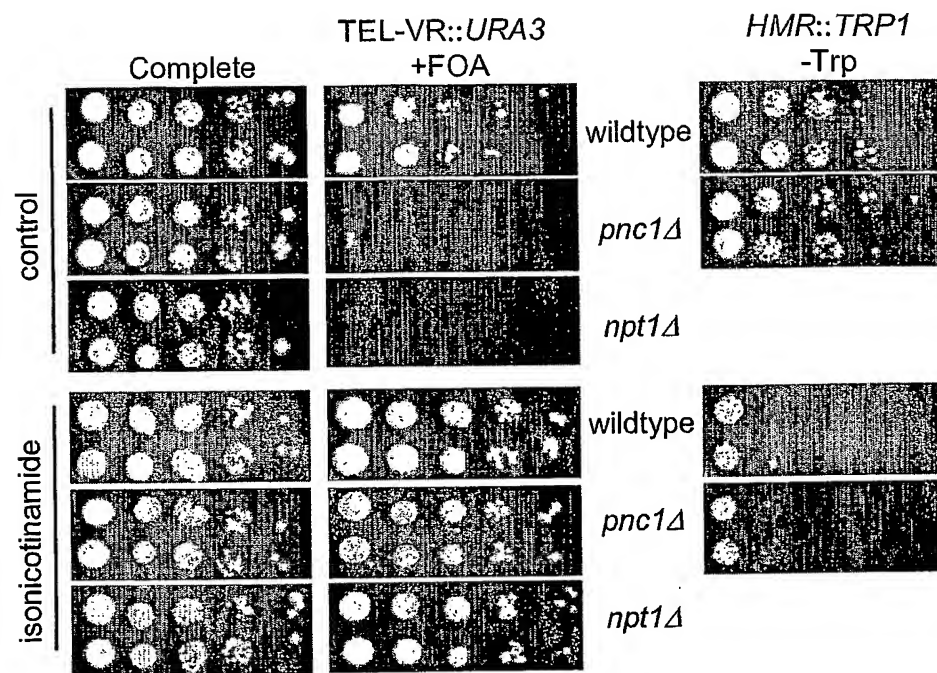 TEL-VR::URA3
+FOA
HMR::TRP1
-Trp
Complete
control
wildtype
pnc1Δ
npt1Δ
isonicotinamide
wildtype
pnc1Δ
npt1Δ